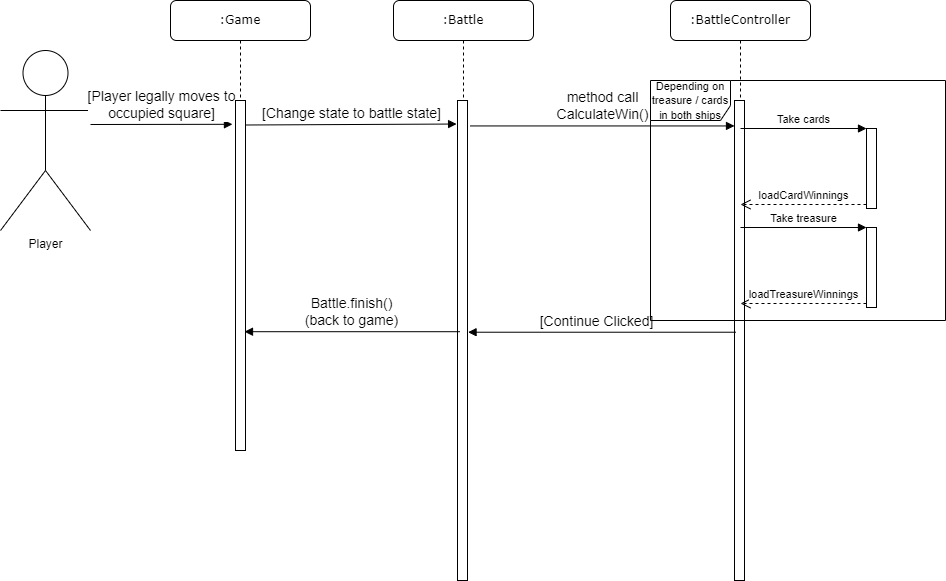 :Game
:Battle
:BattleController
Depending on
treasure / cards
in both ships
[Player legally moves to
occupied square]
[Change state to battle state]
method call
CalculateWin()
Take cards
loadCardWinnings
Take treasure
Player
loadTreasureWinnings
Battle.finish()
(back to game)
[Continue Clicked]